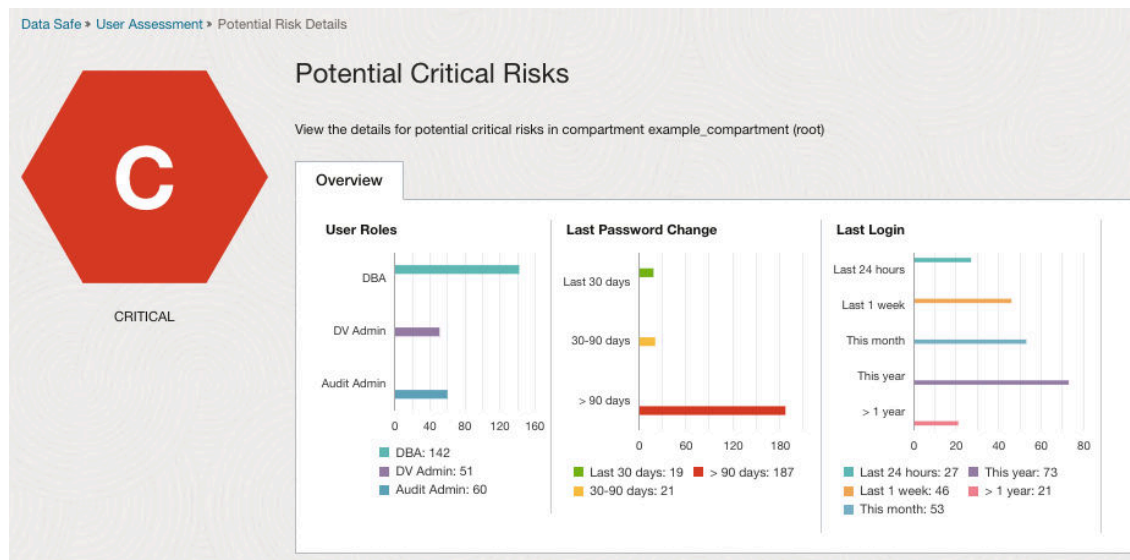 Data Safe » User Assessment » Potential Risk Details
C
CRITICAL
Potential Critical Risks
View the details for potential critical risks in compartment example_compartment (root)
Overview
User Roles
DBA
DV Admin
Audit Admin
0 40 80 120 160
DBA: 142
DV Admin: 51
Audit Admin: 60
Last Password Change
Last 30 days
30-90 days
> 90 days
0 60 120 180
Last 30 days: 19 > 90 days: 187
30-90 days: 21
Last Login
Last 24 hours
Last 1 week
This month
This year
> 1 year
0 20 40 60 80
Last 24 hours: 27 This year: 73
Last 1 week: 46 > 1 year: 21
This month: 53